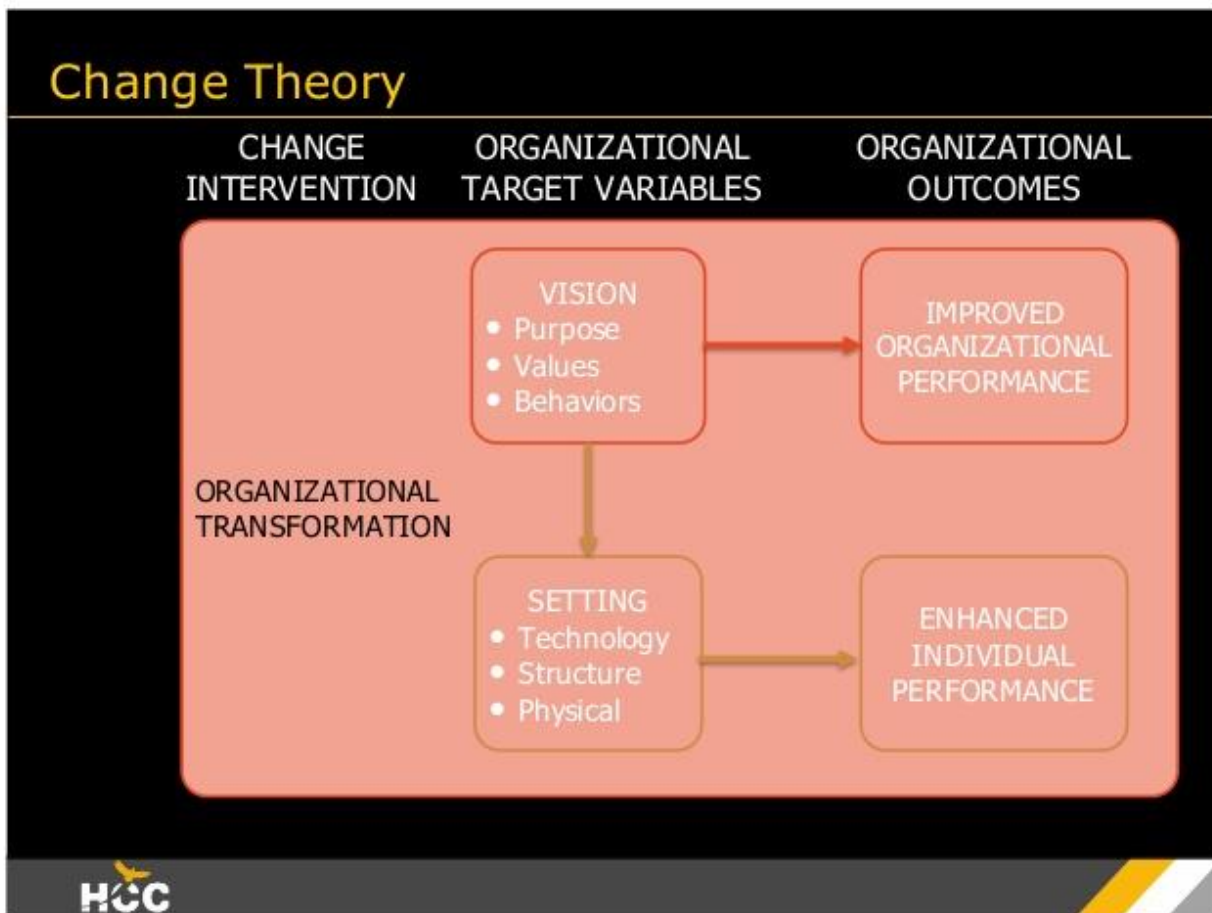 Change Theory
CHANGE
INTERVENTION
ORGANIZATIONAL
TARGET VARIABLES
ORGANIZATIONAL
OUTCOMES
ORGANIZATIONAL
TRANSFORMATION
VISION
• Purpose
• Values
• Behaviors
IMPROVED
ORGANIZATIONAL
PERFORMANCE
SETTING
• Technology
• Structure
• Physical
ENHANCED
INDIVIDUAL
PERFORMANCE
HCC